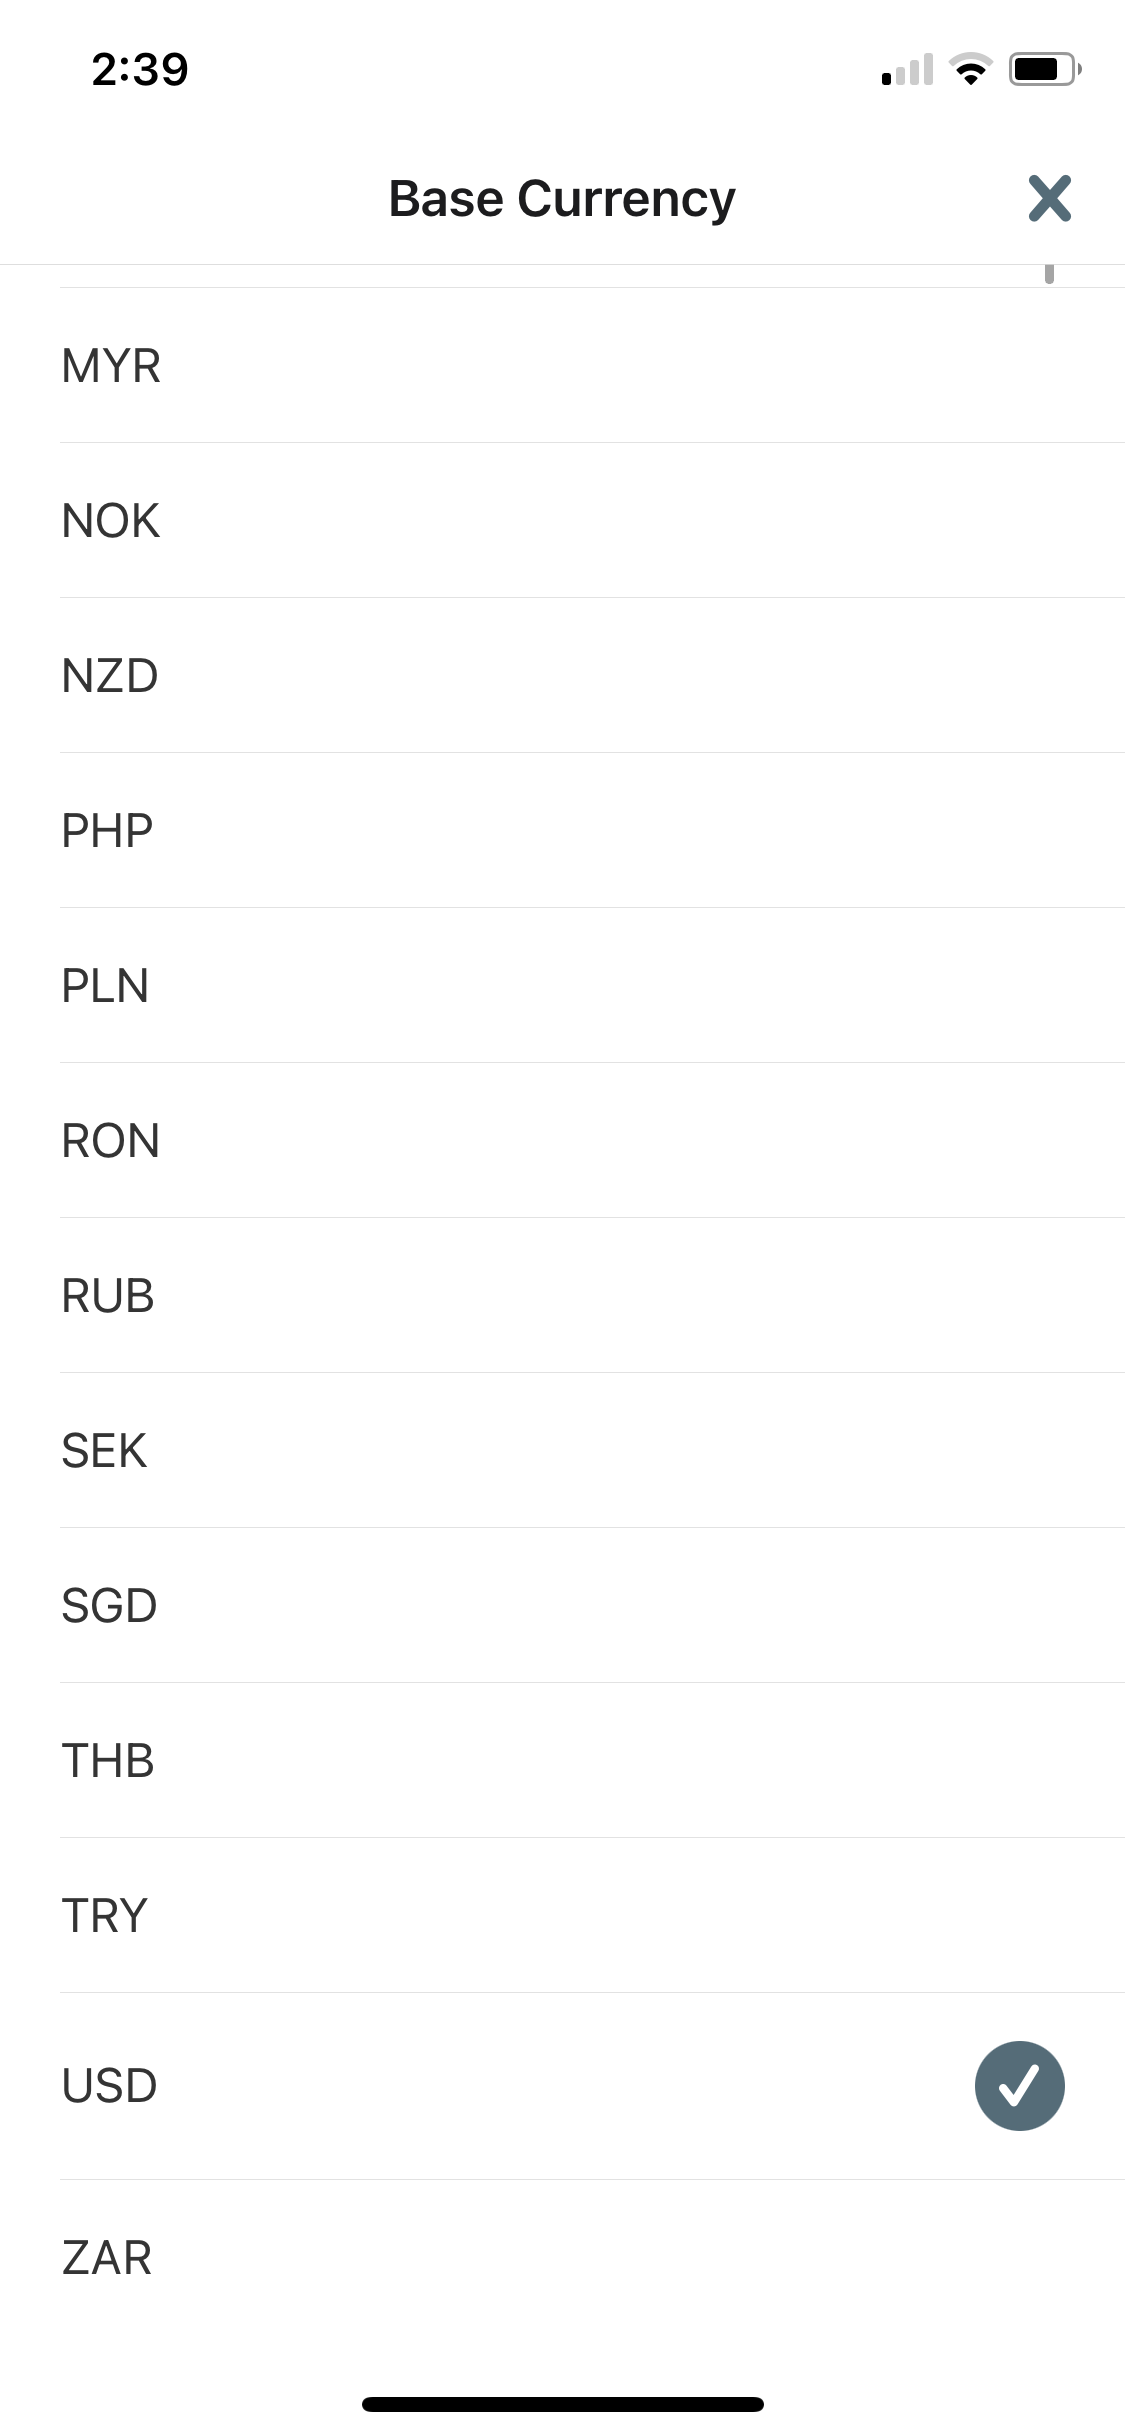 2:39
Base Currency
MYR
NOK
NZD
PHP
PLN
RON
RUB
SEK
SGD
THB
TRY
USD
ZAR